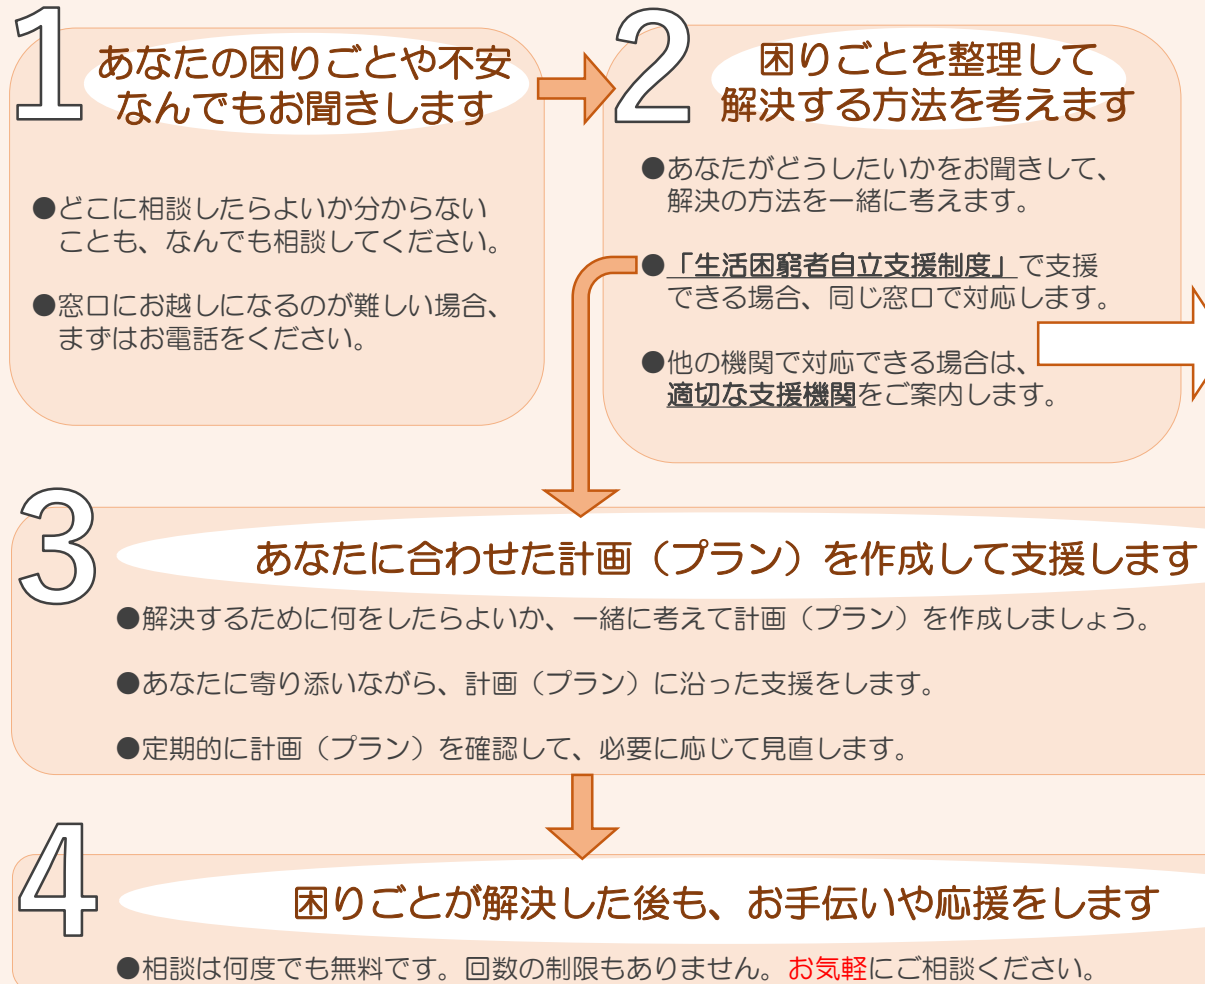 1
あなたの困りごとや不安
なんでもお聞きします
●どこに相談したらよいか分からない
ことも、なんでも相談してください。
●窓口にお越しになるのが難しい場合、
まずはお電話をください。
2
困りごとを整理して
解決する方法を考えます
●あなたがどうしたいかをお聞きして、
解決の方法を一緒に考えます。
●「生活困窮者自立支援制度」で支援
できる場合、同じ窓口で対応します。
●他の機関で対応できる場合は、
適切な支援機関をご案内します。
3
あなたに合わせた計画（プラン）を作成して支援します
●解決するために何をしたらよいか、一緒に考えて計画（プラン）を作成しましょう。
●あなたに寄り添いながら、計画（プラン）に沿った支援をします。
●定期的に計画（プラン）を確認して、必要に応じて見直します。
4
困りごとが解決した後も、お手伝いや応援をします
●相談は何度でも無料です。回数の制限もありません。お気軽にご相談ください。